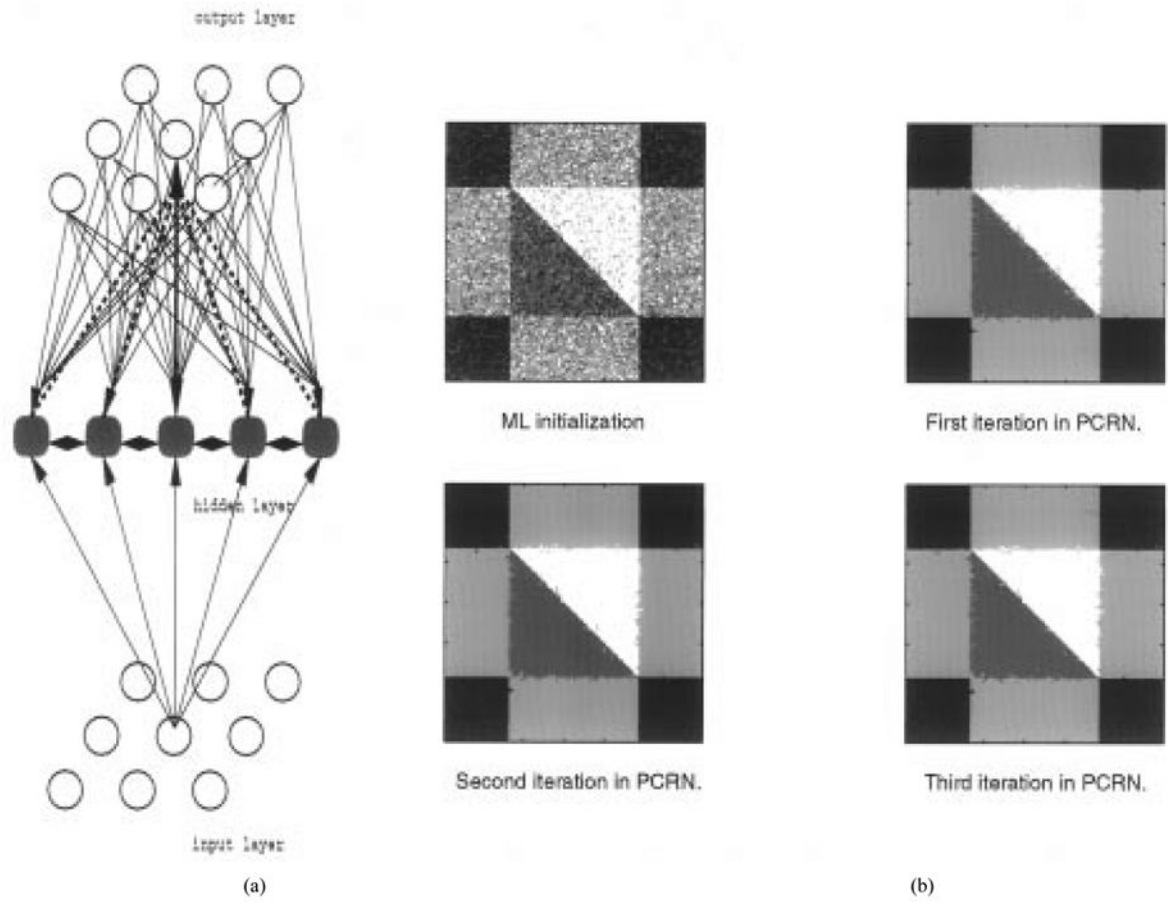 output layer
ML initialization
First iteration in PCRN.
hidden layer
Second iteration in PCRN.
Third iteration in PCRN.
input layer
(a)
(b)